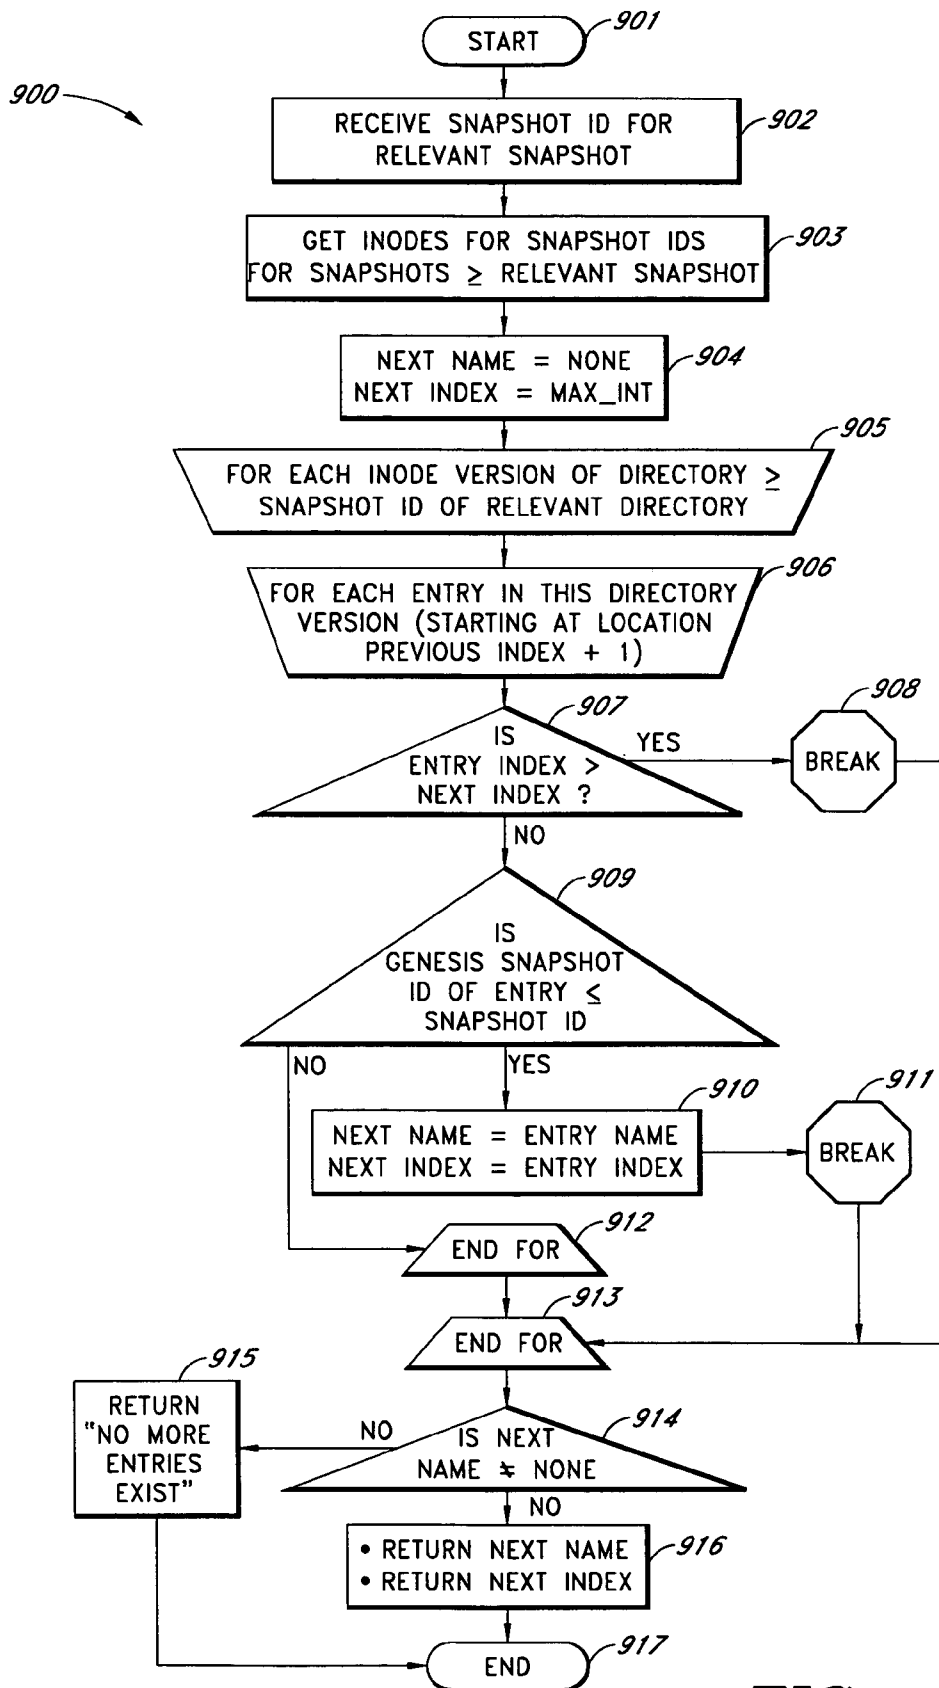 START
901
900
RECEIVE SNAPSHOT ID FOR
RELEVANT SNAPSHOT
902
GET INODES FOR SNAPSHOT IDS
FOR SNAPSHOTS ≥ RELEVANT SNAPSHOT
903
NEXT NAME = NONE
NEXT INDEX = MAX_INT
904
905
FOR EACH INODE VERSION OF DIRECTORY ≥
SNAPSHOT ID OF RELEVANT DIRECTORY
906
FOR EACH ENTRY IN THIS DIRECTORY
VERSION (STARTING AT LOCATION
PREVIOUS INDEX + 1)
907
IS
ENTRY INDEX >
NEXT INDEX ?
YES
908
BREAK
NO
909
IS
GENESIS SNAPSHOT
ID OF ENTRY ≤
SNAPSHOT ID
NO
YES
910
NEXT NAME = ENTRY NAME
NEXT INDEX = ENTRY INDEX
911
BREAK
912
END FOR
913
END FOR
915
RETURN
"NO MORE
ENTRIES
EXIST"
914
NO
IS NEXT
NAME ≠ NONE
NO
• RETURN NEXT NAME
• RETURN NEXT INDEX
916
END
917